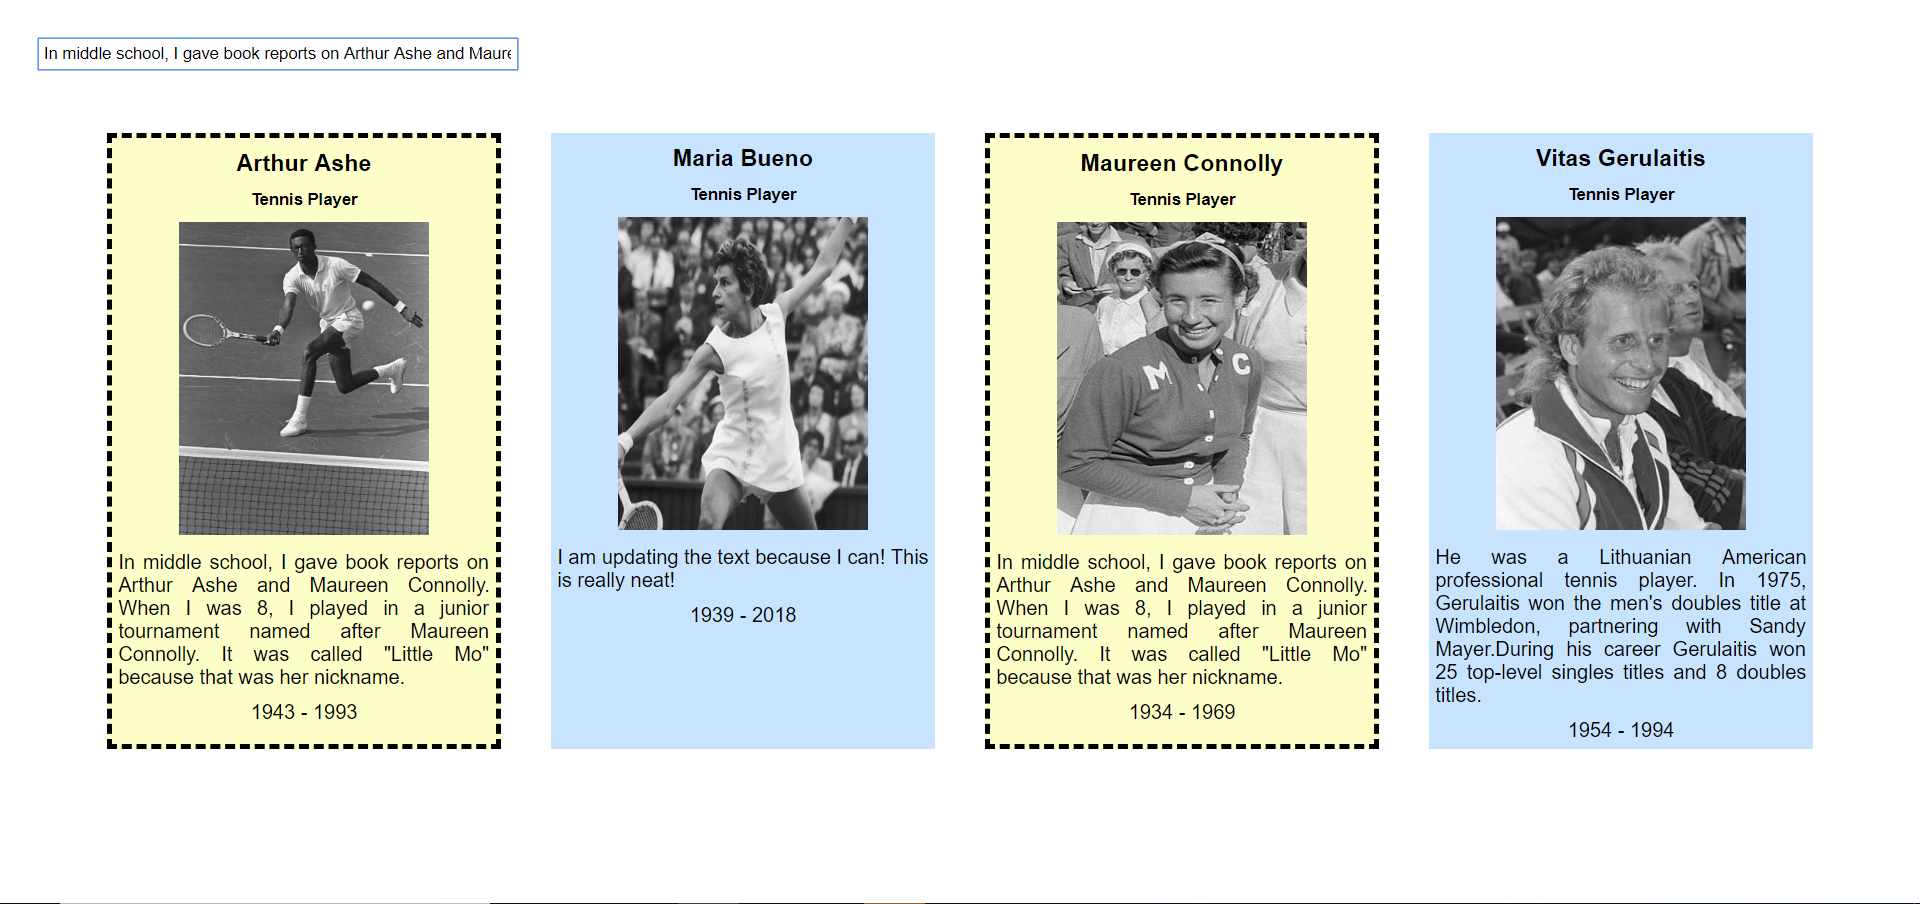 In middle school, I gave book reports on Arthur Ashe and Maure
Arthur Ashe
Tennis Player
In middle school, I gave book reports on
Arthur Ashe and Maureen Connolly.
When I was 8, I played in a junior
tournament named after Maureen
Connolly. It was called "Little Mo"
because that was her nickname.
1943 - 1993
Maria Bueno
Tennis Player
I am updating the text because I can! This
is really neat!
1939 - 2018
Maureen Connolly
Tennis Player
M C
In middle school, I gave book reports on
Arthur Ashe and Maureen Connolly.
When I was 8, I played in a junior
tournament named after Maureen
Connolly. It was called "Little Mo"
because that was her nickname.
1934 - 1969
Vitas Gerulaitis
Tennis Player
He was a Lithuanian American
professional tennis player. In 1975,
Gerulaitis won the men's doubles title at
Wimbledon, partnering with Sandy
Mayer.During his career Gerulaitis won
25 top-level singles titles and 8 doubles
titles.
1954 - 1994